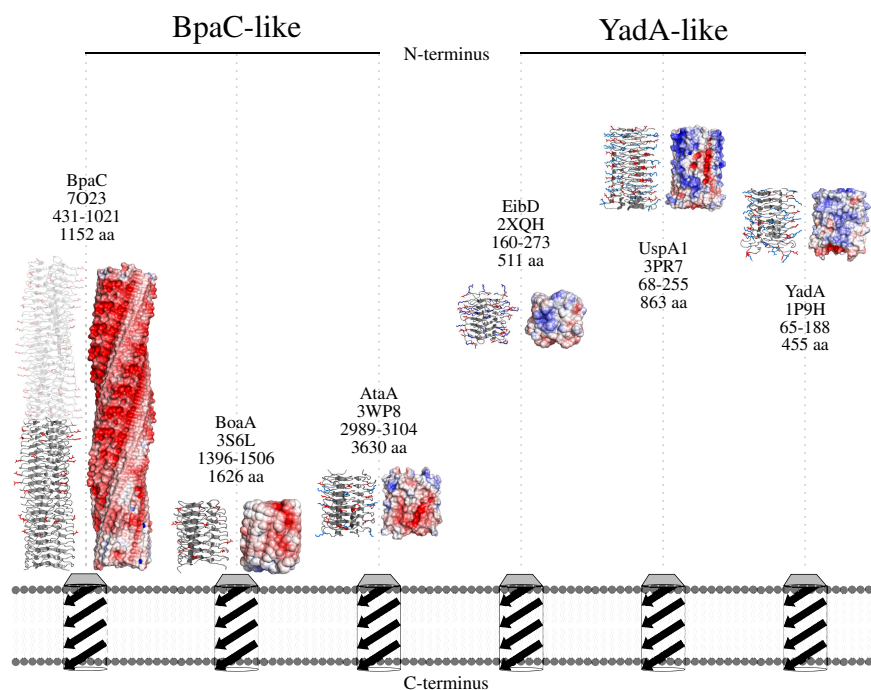 BpaC-like
YadA-like
N-terminus
BpaC
7O23
431-1021
1152 aa
BoaA
3S6L
1396-1506
1626 aa
AtaA
3WP8
2989-3104
3630 aa
EibD
2XQH
160-273
511 aa
UspA1
3PR7
68-255
863 aa
YadA
1P9H
65-188
455 aa
C-terminus